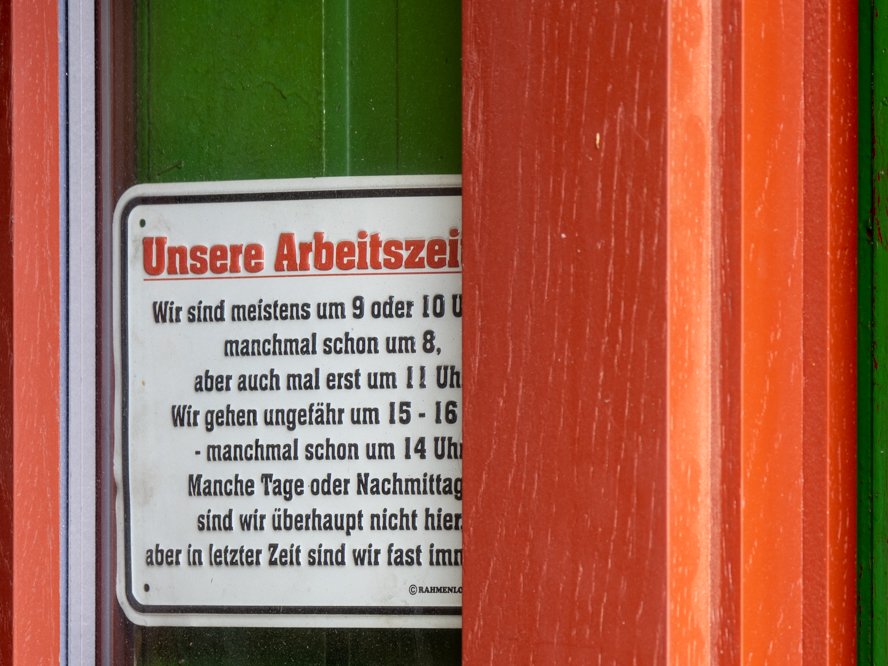 Unsere Arbeitszei
Wir sind meistens um 9 oder 10 U
manchmal schon um 8,
aber auch mal erst um 11 Uh
Wir gehen ungefähr um 15 - 16
- manchmal schon um 14 Uhr
Manche Tage oder Nachmittag
sind wir überhaupt nicht hier,
aber in letzter Zeit sind wir fast imm
©RAHMENLO